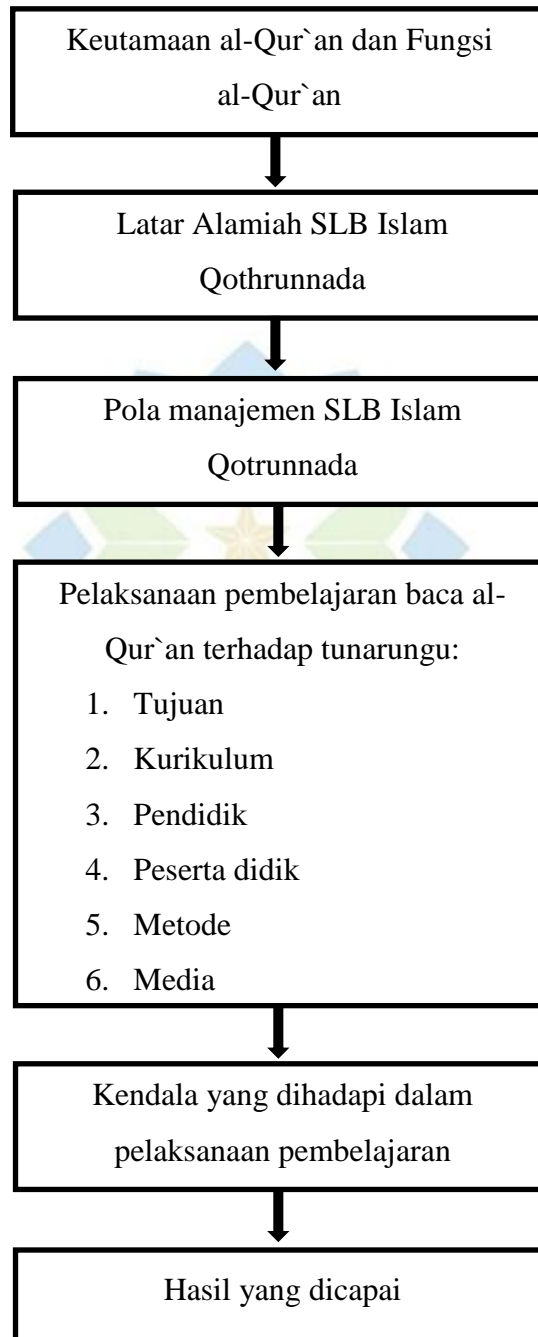 Keutamaan al-Qur`an dan Fungsi
al-Qur`an
Latar Alamiah SLB Islam
Qothrunnada
Pola manajemen SLB Islam
Qotrunnada
Pelaksanaan pembelajaran baca al-
Qur`an terhadap tunarungu:
1. Tujuan
2. Kurikulum
3. Pendidik
4. Peserta didik
5. Metode
6. Media
Kendala yang dihadapi dalam
pelaksanaan pembelajaran
Hasil yang dicapai